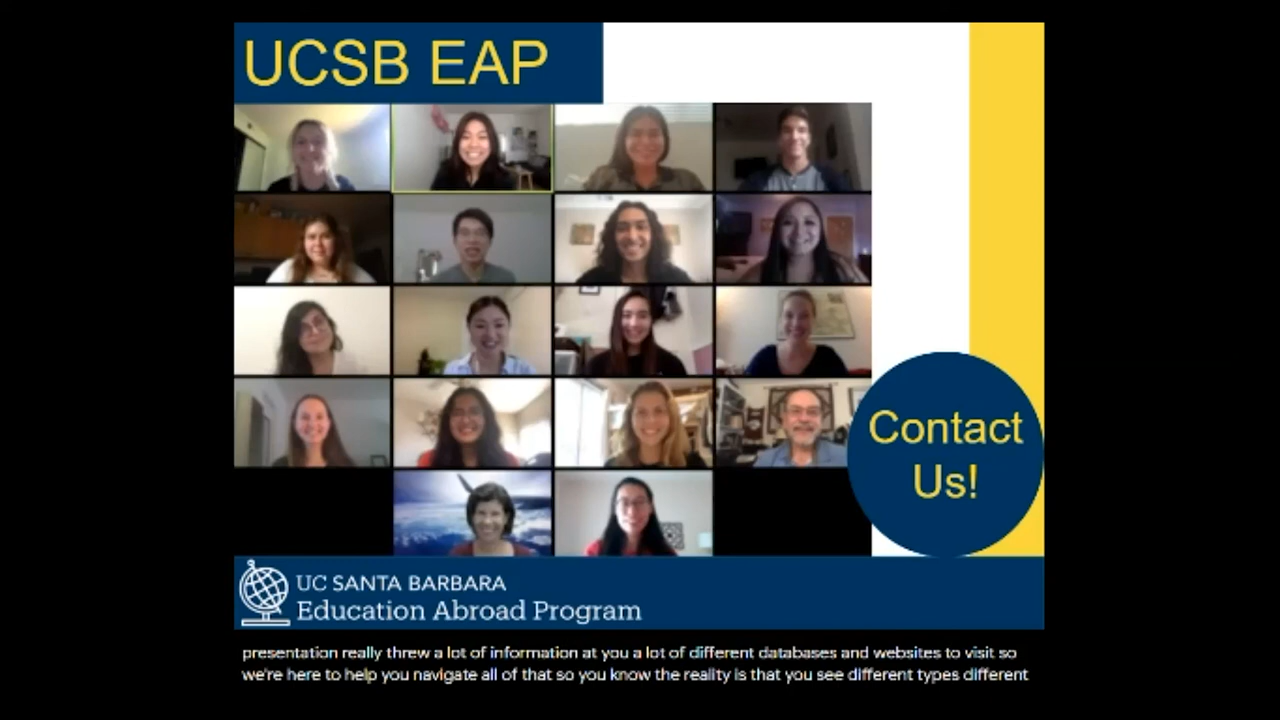 UCSB EAP
Contact
Us!
UC SANTA BARBARA
Education Abroad Program
presentation really threw a lot of information at you a lot of different databases and websites to visit so
we're here to help you navigate all of that so you know the reality is that you see different types different